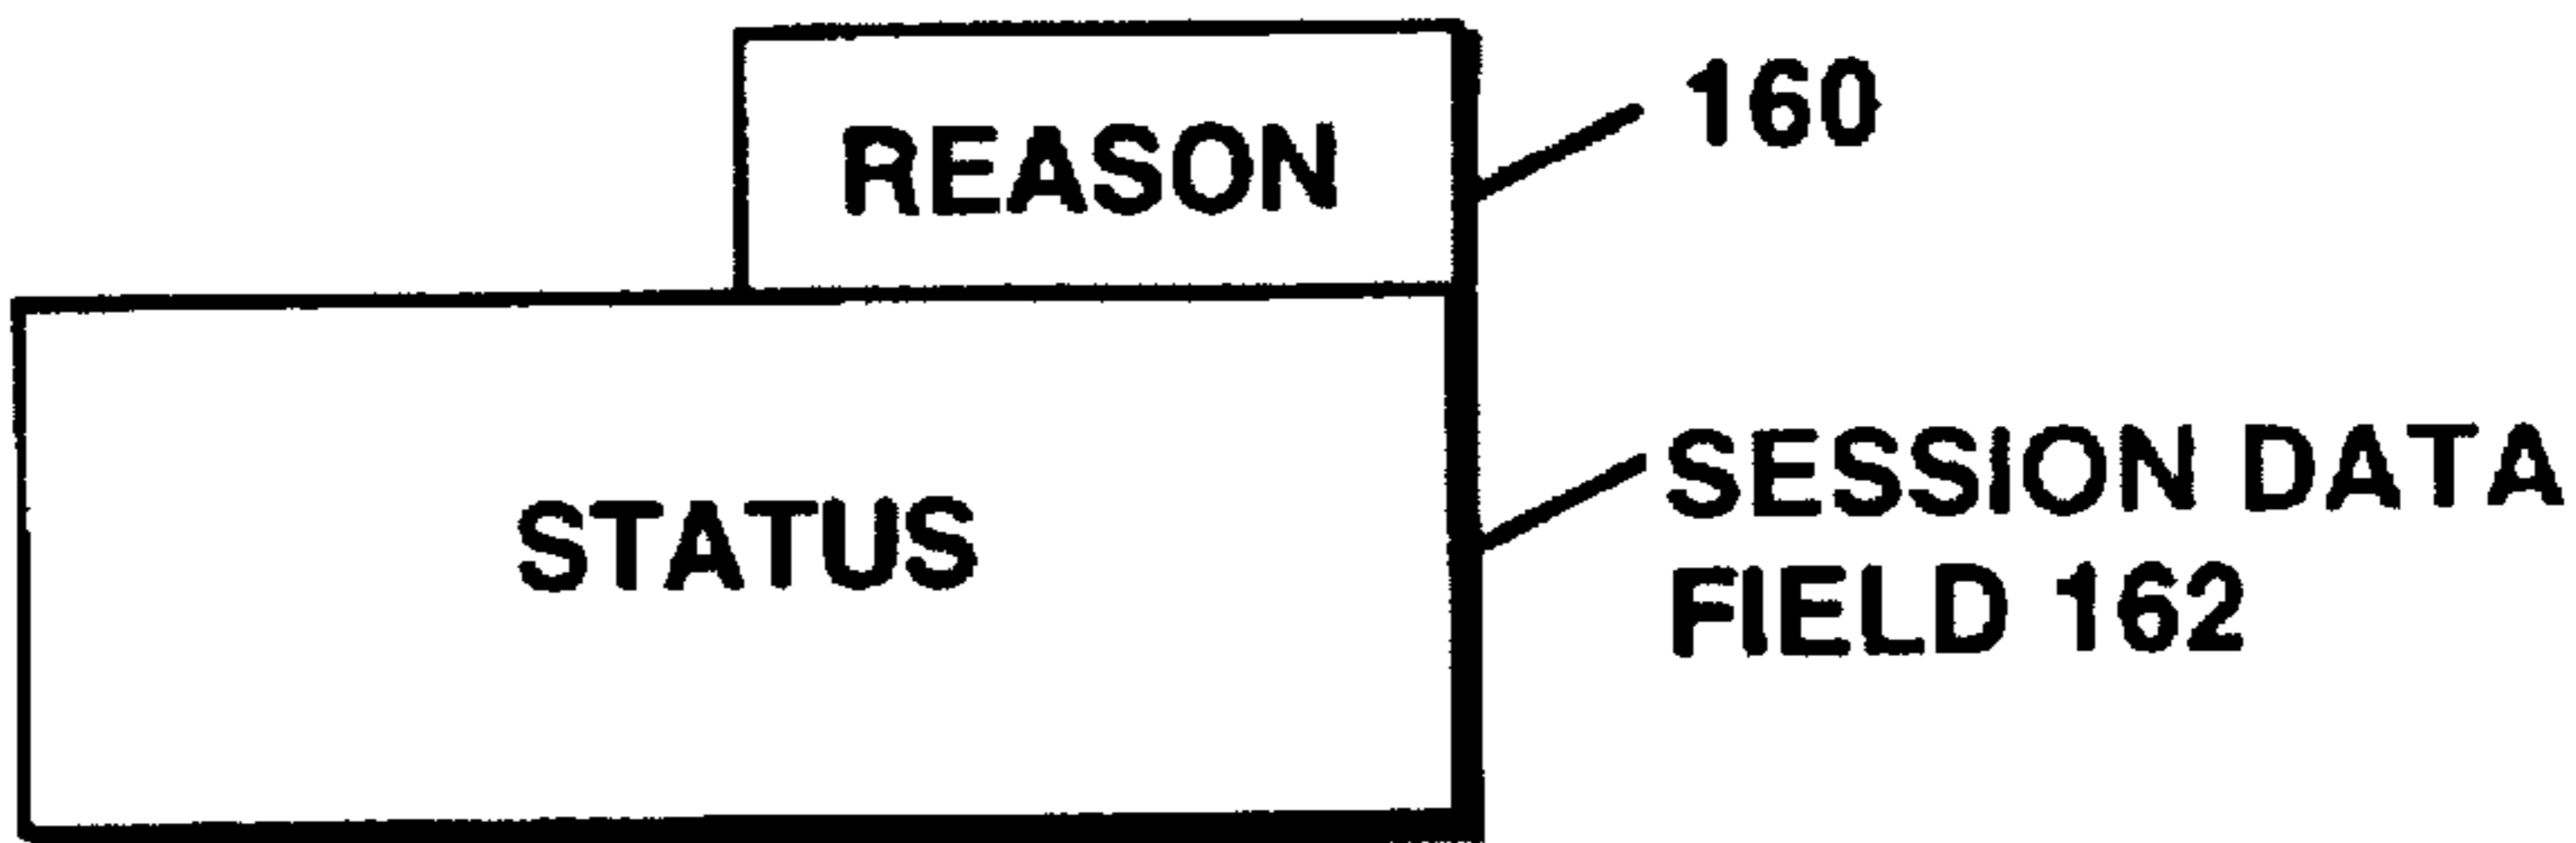 REASON
160
STATUS
SESSION DATA
FIELD 162